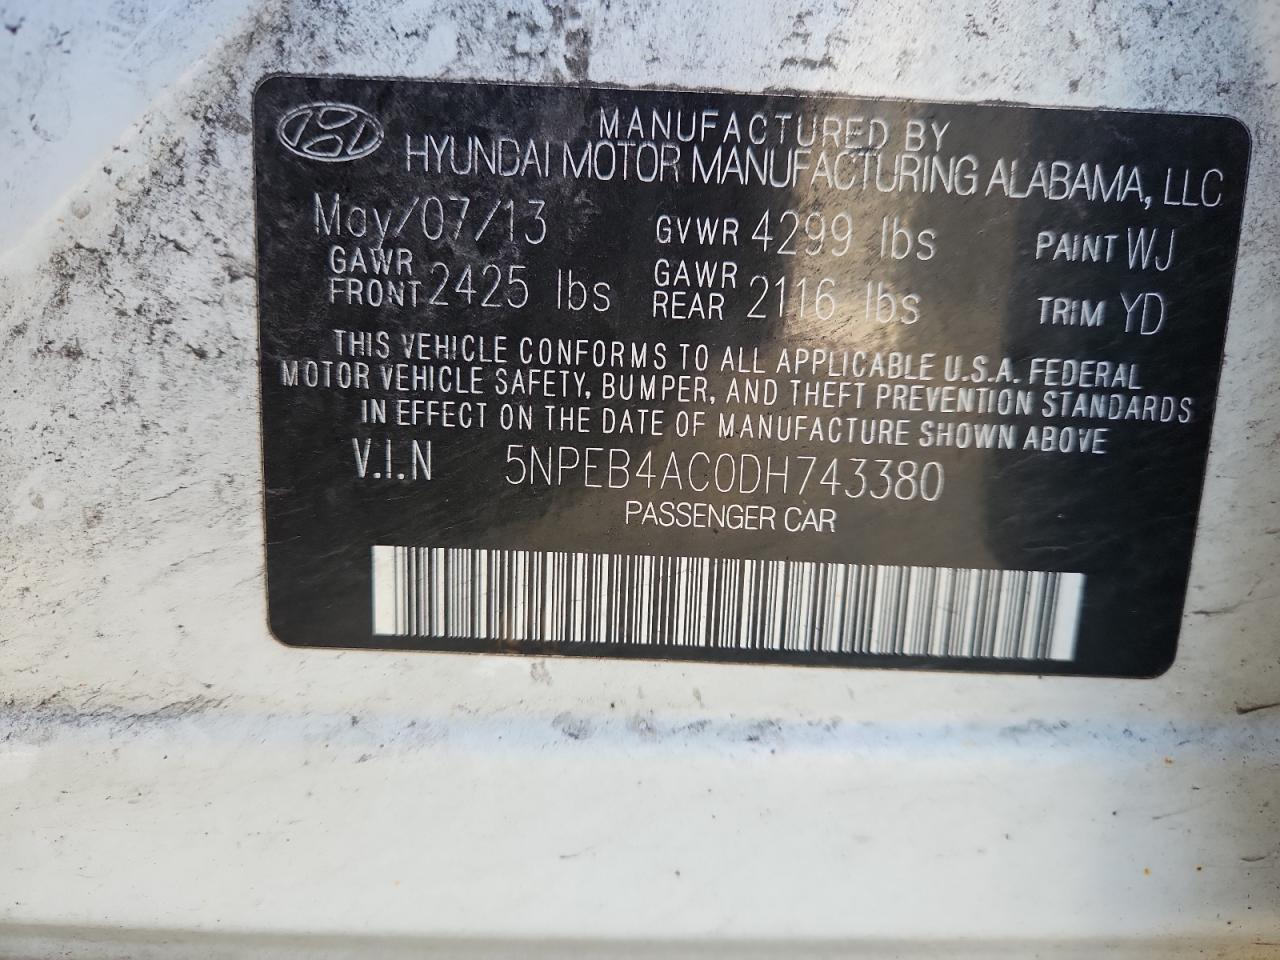 MANUFACTURED BY
HYUNDAI MOTOR MANUFACTURING ALABAMA, LLC
May/07/13 GVWR 4299 lbs PAINT WJ
GAWR FRONT 2425 lbs GAWR REAR 2116 lbs TRIM YD
THIS VEHICLE CONFORMS TO ALL APPLICABLE U.S.A. FEDERAL
MOTOR VEHICLE SAFETY, BUMPER, AND THEFT PREVENTION STANDARDS
IN EFFECT ON THE DATE OF MANUFACTURE SHOWN ABOVE
V.I.N 5NPEB4AC0DH743380
PASSENGER CAR